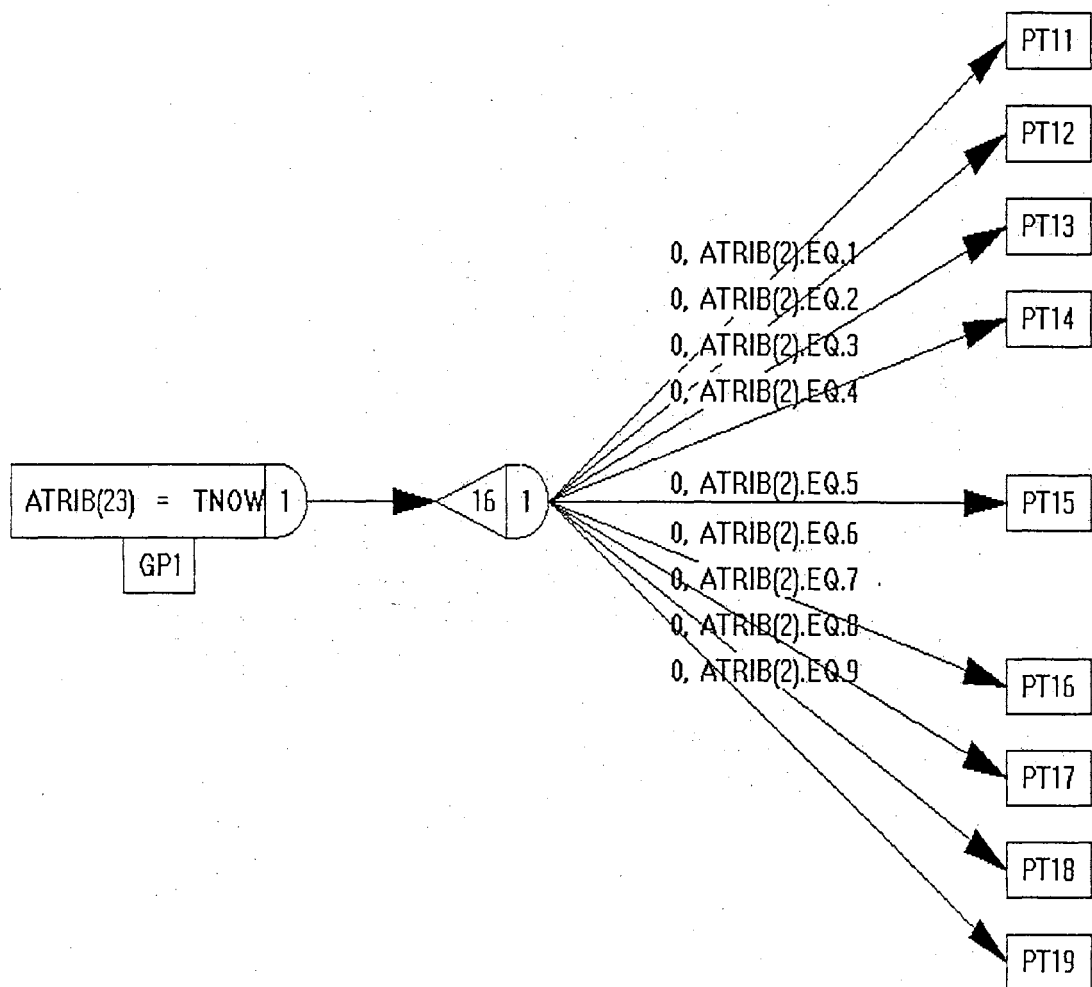 PT11
PT12
PT13
PT14
0, ATRIB(2).EQ.1
0, ATRIB(2).EQ.2
0, ATRIB(2).EQ.3
0, ATRIB(2).EQ.4
ATRIB(23) = TNOW 1
GP1
16 1
0, ATRIB(2).EQ.5
0, ATRIB(2).EQ.6
0, ATRIB(2).EQ.7
0, ATRIB(2).EQ.8
0, ATRIB(2).EQ.9
PT15
PT16
PT17
PT18
PT19